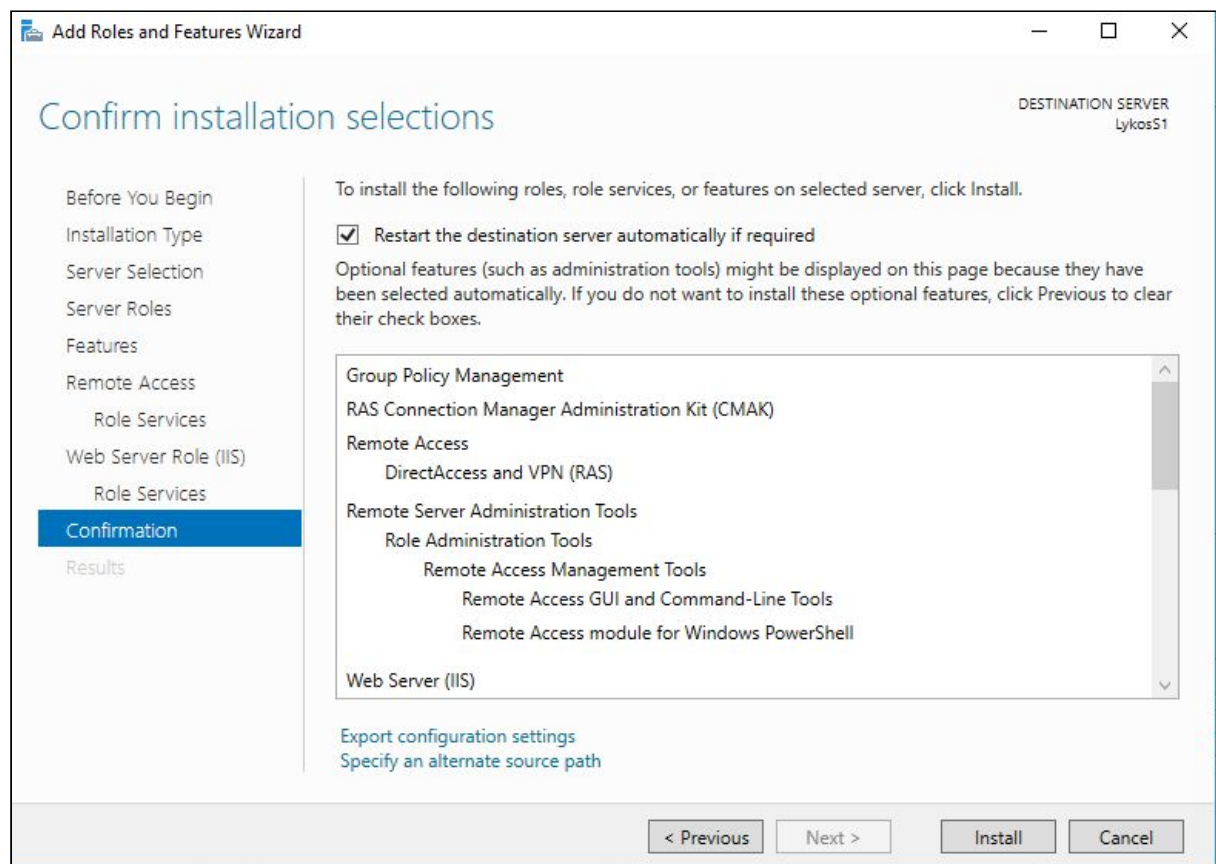 Add Roles and Features Wizard
Confirm installation selections
DESTINATION SERVER
LykosS1
Before You Begin
Installation Type
Server Selection
Server Roles
Features
Remote Access
Role Services
Web Server Role (IIS)
Role Services
Confirmation
Results
To install the following roles, role services, or features on selected server, click Install.
Restart the destination server automatically if required
Optional features (such as administration tools) might be displayed on this page because they have
been selected automatically. If you do not want to install these optional features, click Previous to clear
their check boxes.
Group Policy Management
RAS Connection Manager Administration Kit (CMAK)
Remote Access
DirectAccess and VPN (RAS)
Remote Server Administration Tools
Role Administration Tools
Remote Access Management Tools
Remote Access GUI and Command-Line Tools
Remote Access module for Windows PowerShell
Web Server (IIS)
Export configuration settings
Specify an alternate source path
< Previous
Next >
Install
Cancel